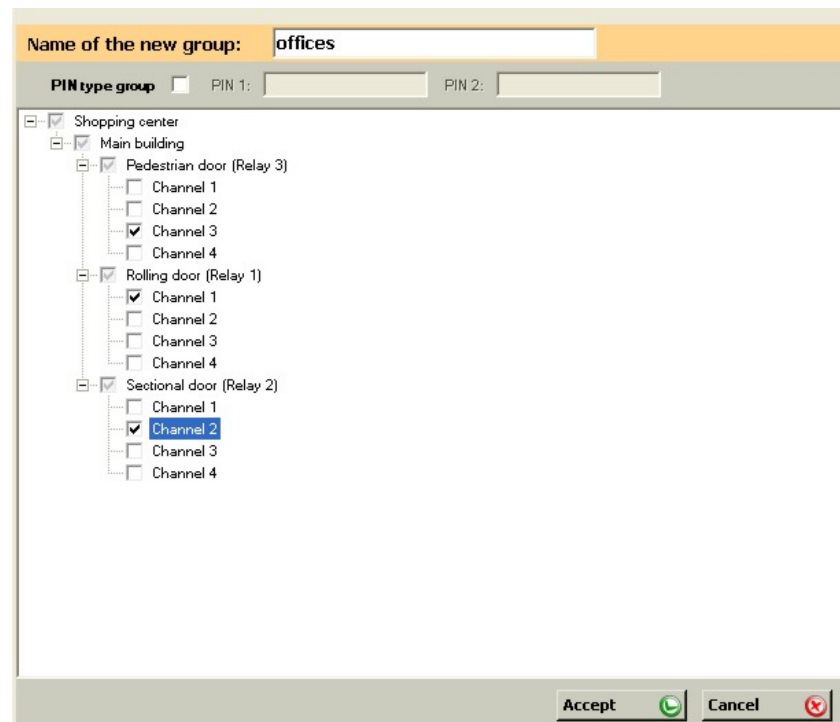 Name of the new group: offices
PIN type group PIN 1: PIN 2:
Shopping center
Main building
Pedestrian door (Relay 3)
Channel 1
Channel 2
Channel 3
Channel 4
Rolling door (Relay 1)
Channel 1
Channel 2
Channel 3
Channel 4
Sectional door (Relay 2)
Channel 1
Channel 2
Channel 3
Channel 4
Accept Cancel